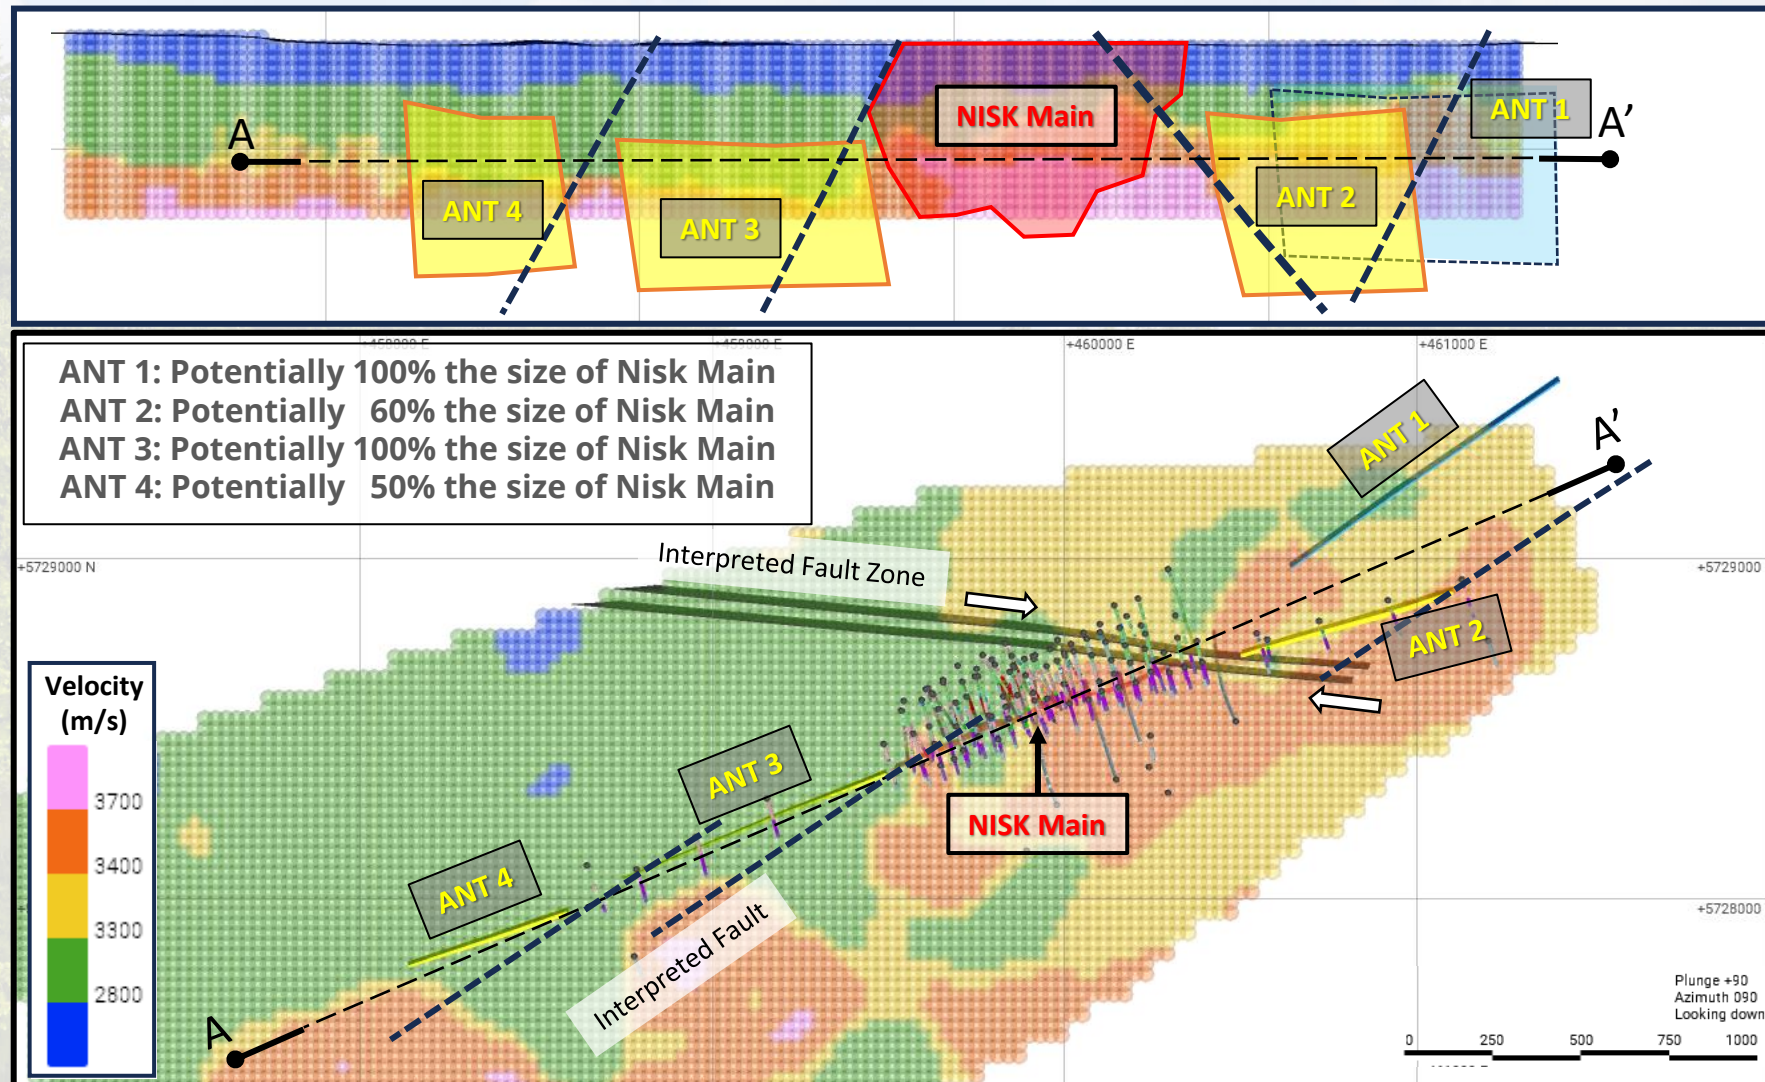 A
NISK Main
ANT 1
A’
ANT 4
ANT 3
ANT 2
+459000 E
+460000 E
+461000 E
ANT 1: Potentially 100% the size of Nisk Main
ANT 2: Potentially 60% the size of Nisk Main
ANT 3: Potentially 100% the size of Nisk Main
ANT 4: Potentially 50% the size of Nisk Main
ANT 1
A’
Interpreted Fault Zone
+5729000 N
+5729000
ANT 2
Velocity
(m/s)
3700
3400
3300
2800
ANT 3
NISK Main
ANT 4
Interpreted Fault
+5728000
A
Plunge +90
Azimuth 090
Looking down
0 250 500 750 1000